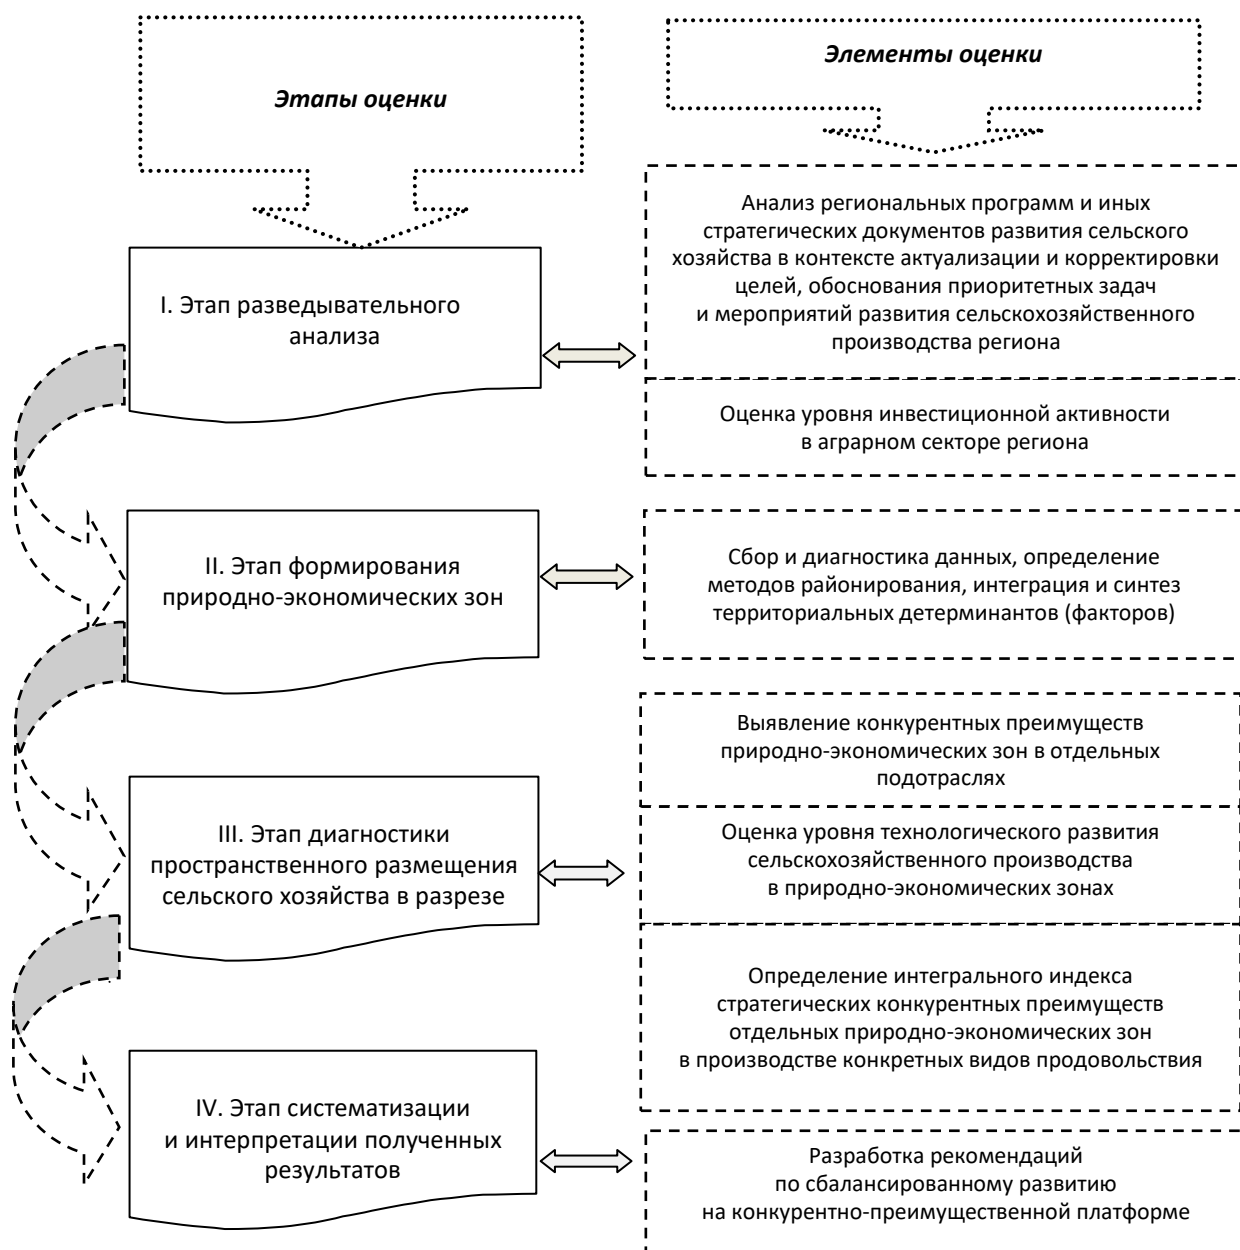 Этапы оценки
Элементы оценки
I. Этап разведывательного
анализа
Анализ региональных программ и иных
стратегических документов развития сельского
хозяйства в контексте актуализации и корректировки
целей, обоснования приоритетных задач
и мероприятий развития сельскохозяйственного
производства региона
Оценка уровня инвестиционной активности
в аграрном секторе региона
II. Этап формирования
природно-экономических зон
Сбор и диагностика данных, определение
методов районирования, интеграция и синтез
территориальных детерминантов (факторов)
III. Этап диагностики
пространственного размещения
сельского хозяйства в разрезе
Выявление конкурентных преимуществ
природно-экономических зон в отдельных
подотраслях
Оценка уровня технологического развития
сельскохозяйственного производства
в природно-экономических зонах
Определение интегрального индекса
стратегических конкурентных преимуществ
отдельных природно-экономических зон
в производстве конкретных видов продовольствия
IV. Этап систематизации
и интерпретации полученных
результатов
Разработка рекомендаций
по сбалансированному развитию
на конкурентно-преимущественной платформе